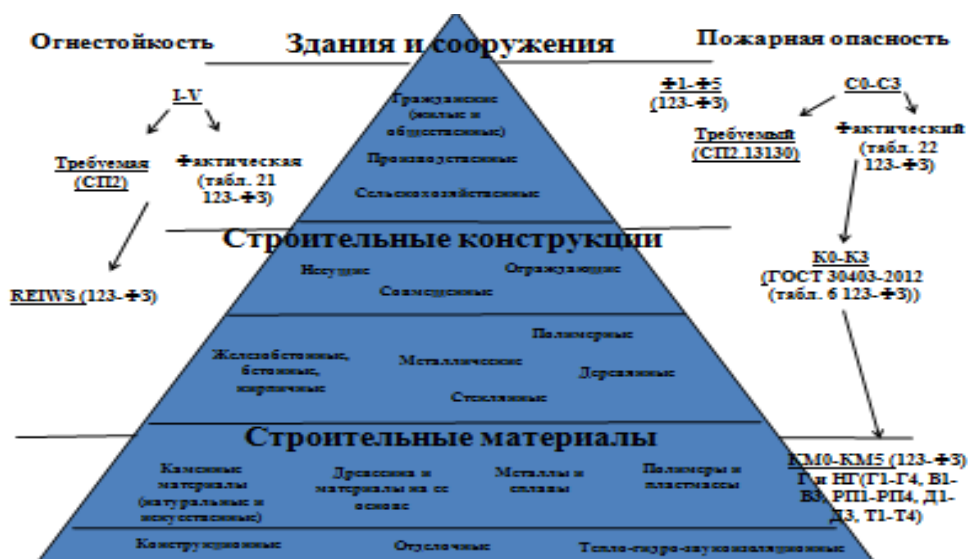 Огнестойкость
Здания и сооружения
Пожарная опасность
I-V
Требуемая
(СП2)
Фактическая
(табл. 21
123-ФЗ)
REIWS (123-ФЗ)
Гражданские
(жилые и
общественные)
Производственные
Сельскохозяйственные
Ф1-Ф5
(123-ФЗ)
С0-С3
Требуемый
(СП2.13130)
Фактический
(табл. 22
123-ФЗ)
Строительные конструкции
Несущие
Ограждающие
Совмещенные
К0-К3
(ГОСТ 30403-2012
(табл. 6 123-ФЗ))
Полимерные
Железобетонные,
бетонные,
кирпичные
Металлические
Деревянные
Стеклянные
Строительные материалы
Каменные
материалы
(натуральные и
искусственные)
Древесина и
материалы на ее
основе
Металлы и
сплавы
Полимеры и
пластмассы
КМ0-КМ5 (123-ФЗ)
Г и НГ(Г1-Г4, В1-
В3, РП1-РП4, Д1-
Д3, Т1-Т4)
Конструкционные
Отделочные
Тепло-гидро-звукоизоляционные